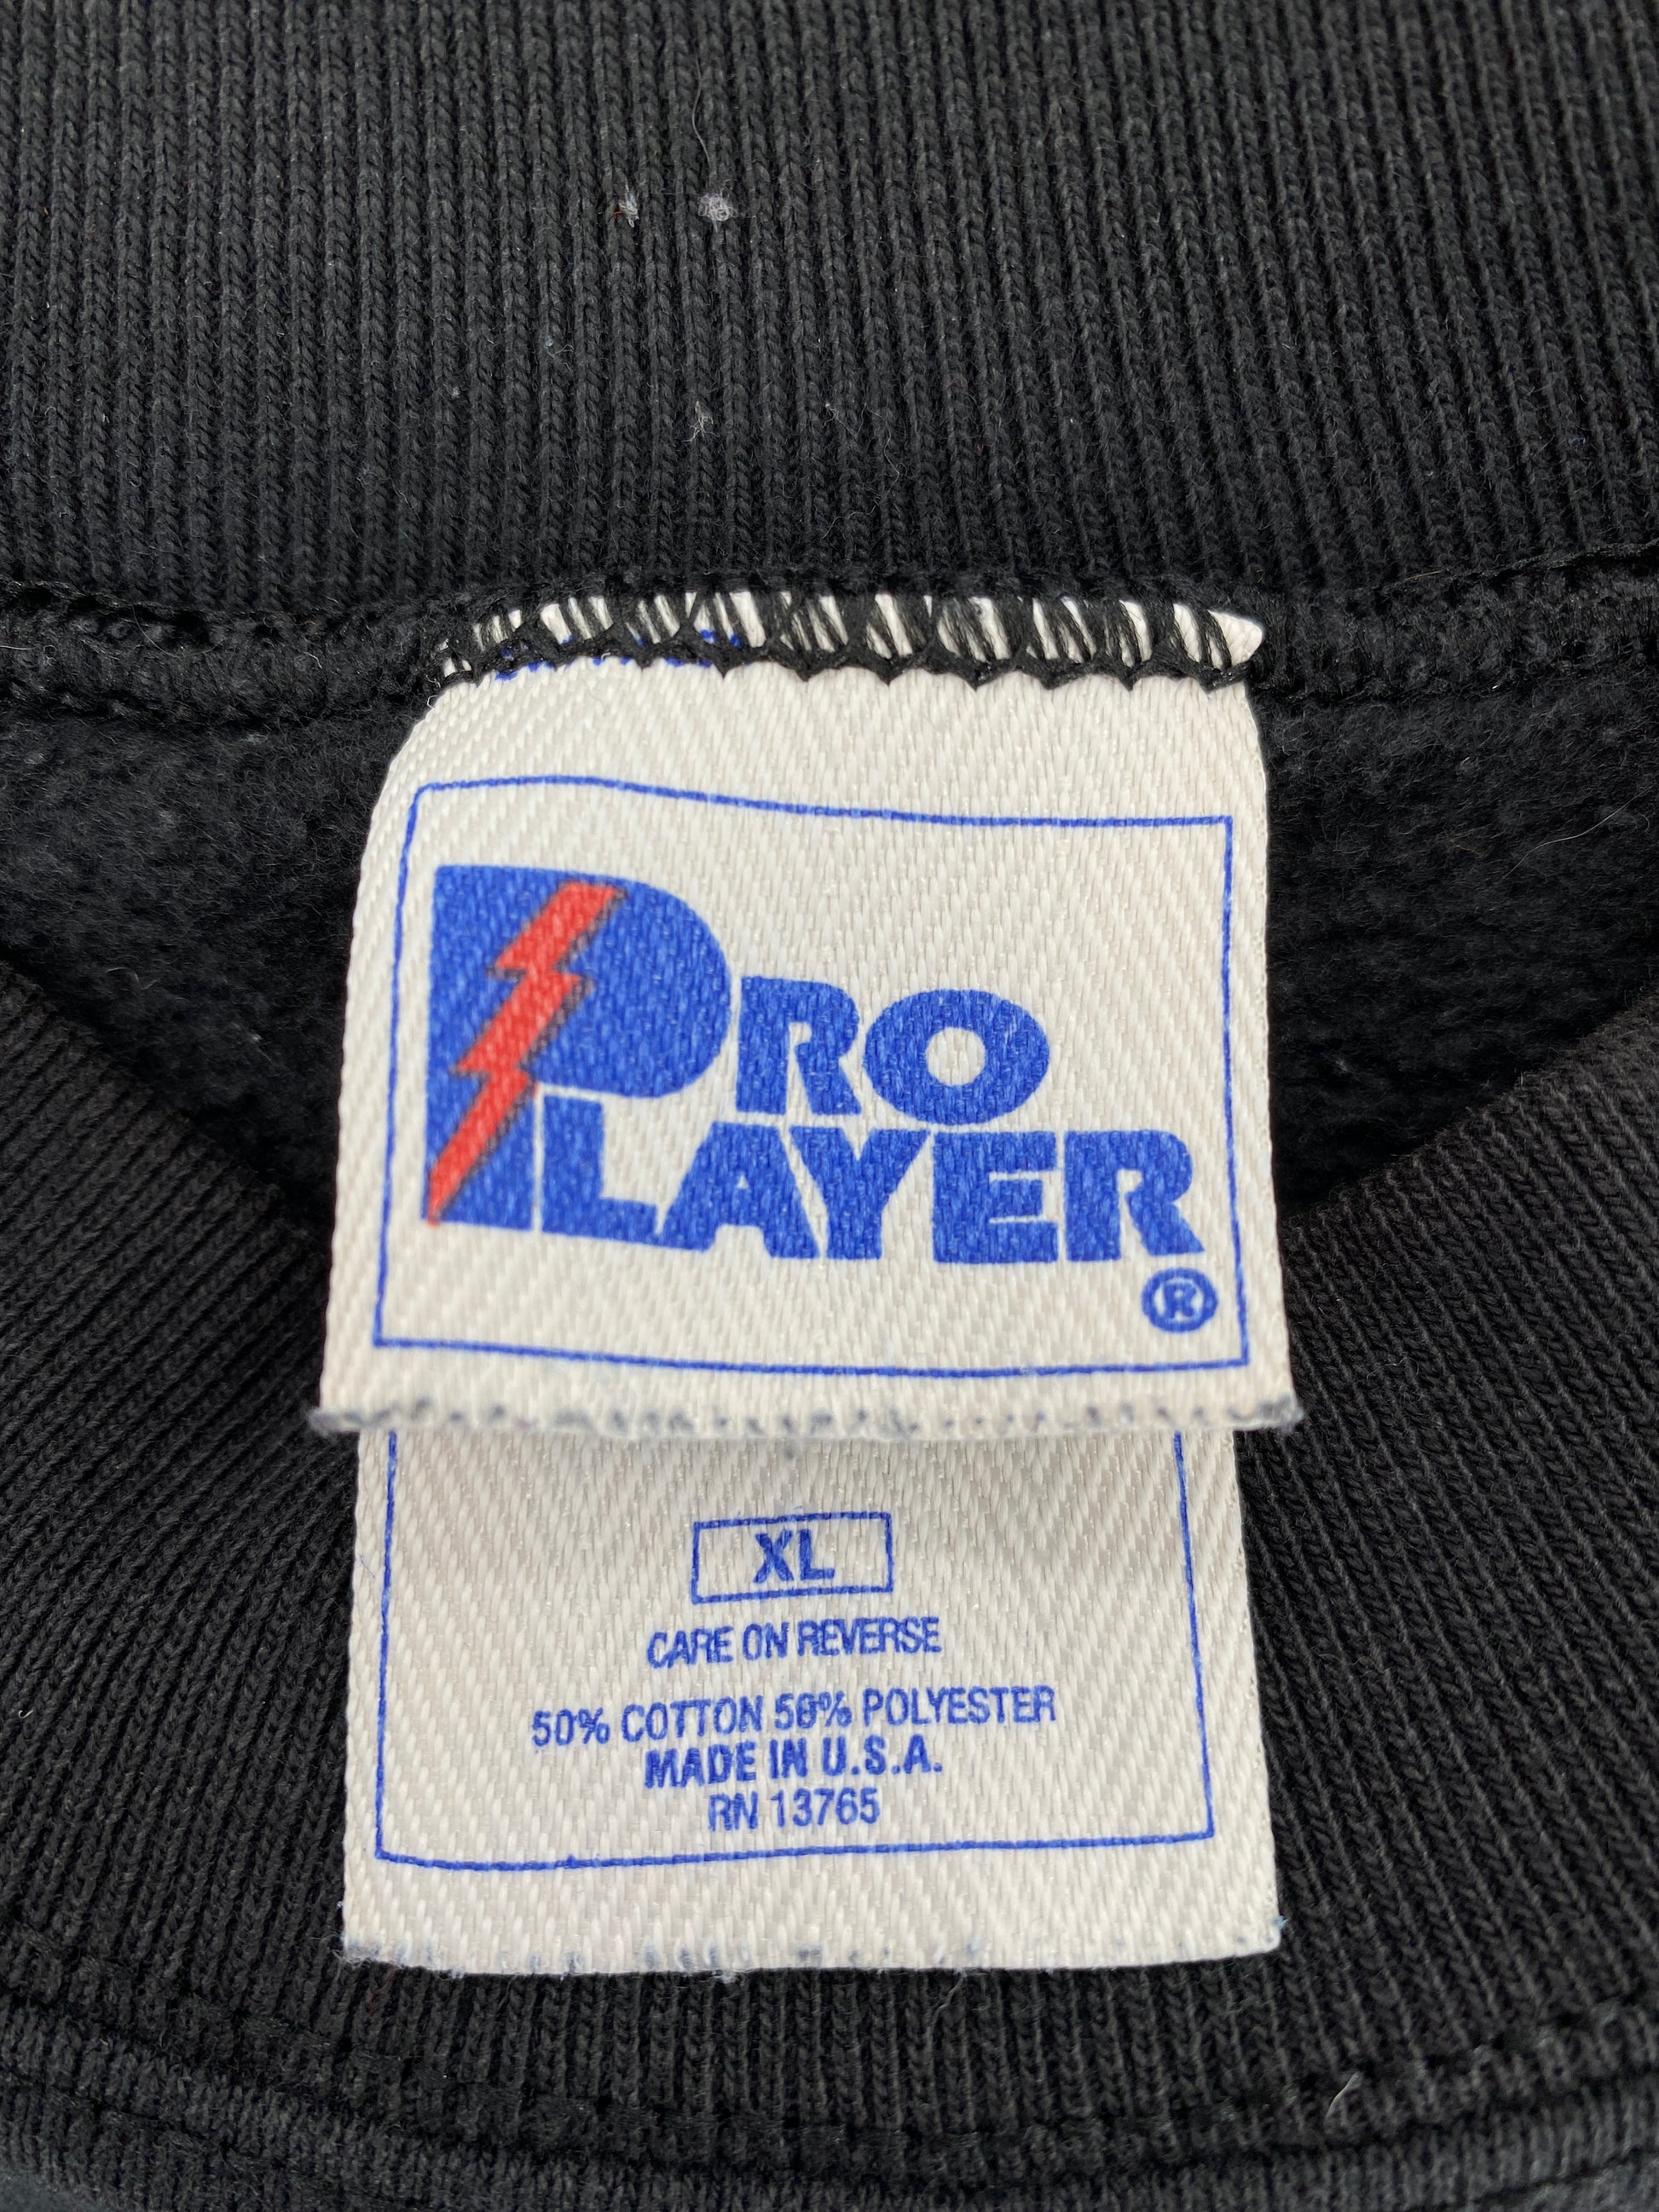 PRO
PLAYER
®
XL
CARE ON REVERSE
50% COTTON 50% POLYESTER
MADE IN U.S.A.
RN 13765